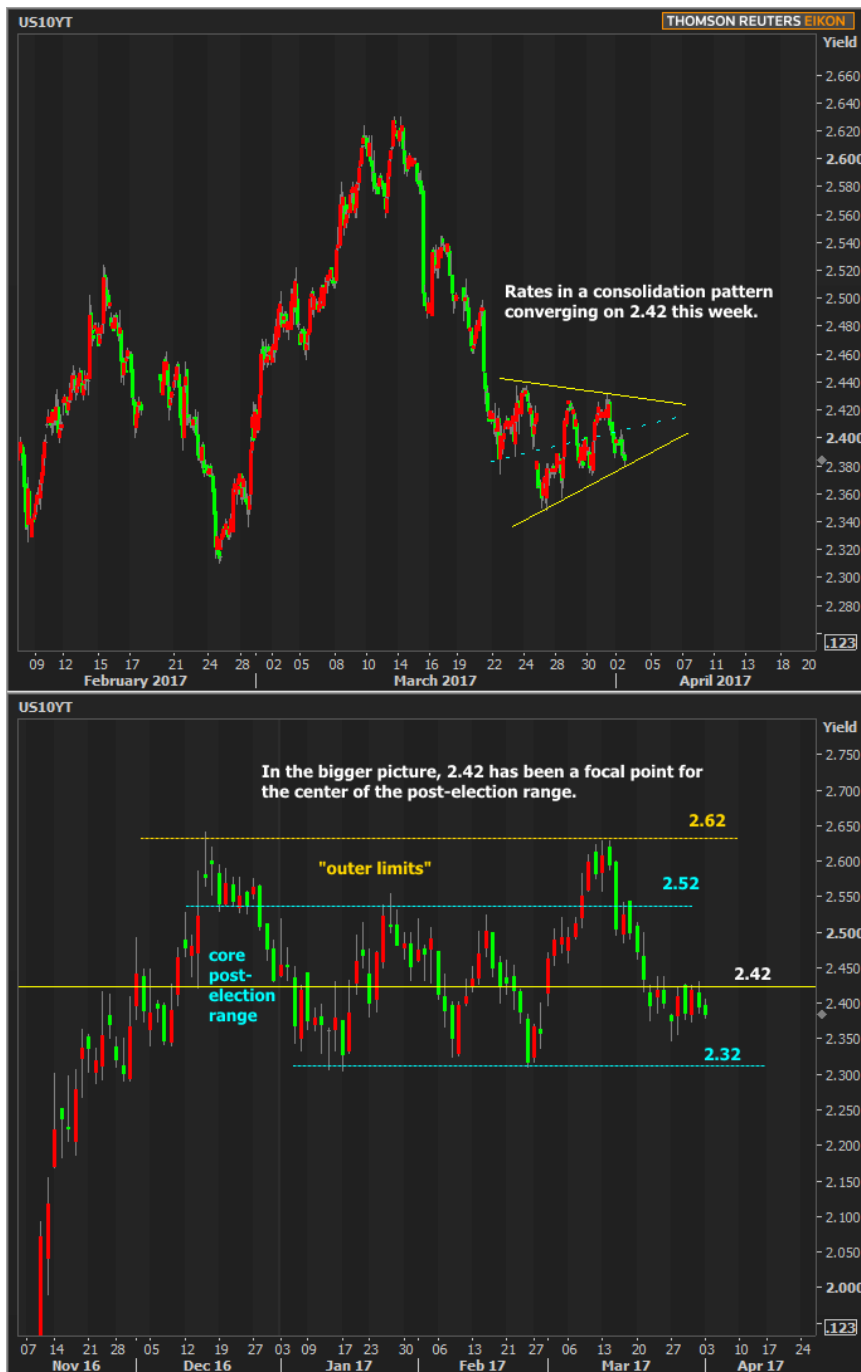 US10YT
THOMSON REUTERS EIKON
Yield
2.660
2.640
2.620
2.600
2.580
2.560
2.540
2.520
2.500
2.480
2.460
2.440
2.420
2.400
2.380
2.360
2.340
2.320
2.300
2.280
.123
Rates in a consolidation pattern
converging on 2.42 this week.
09 12 15 17 21 24 28 02 05 08 10 14 16 19 22 24 28 30 02 05 07 11 13 18 20
February 2017 March 2017 April 2017
US10YT
Yield
2.750
2.700
2.650
2.600
2.550
2.500
2.450
2.400
2.350
2.300
2.250
2.200
2.150
2.100
2.050
2.000
.123
In the bigger picture, 2.42 has been a focal point for
the center of the post-election range.
2.62
"outer limits"
2.52
core
post-
election
range
2.42
2.32
07 14 21 28 05 12 19 27 03 09 17 23 30 06 13 21 27 06 13 20 27 03 10 17 24
Nov 16 Dec 16 Jan 17 Feb 17 Mar 17 Apr 17